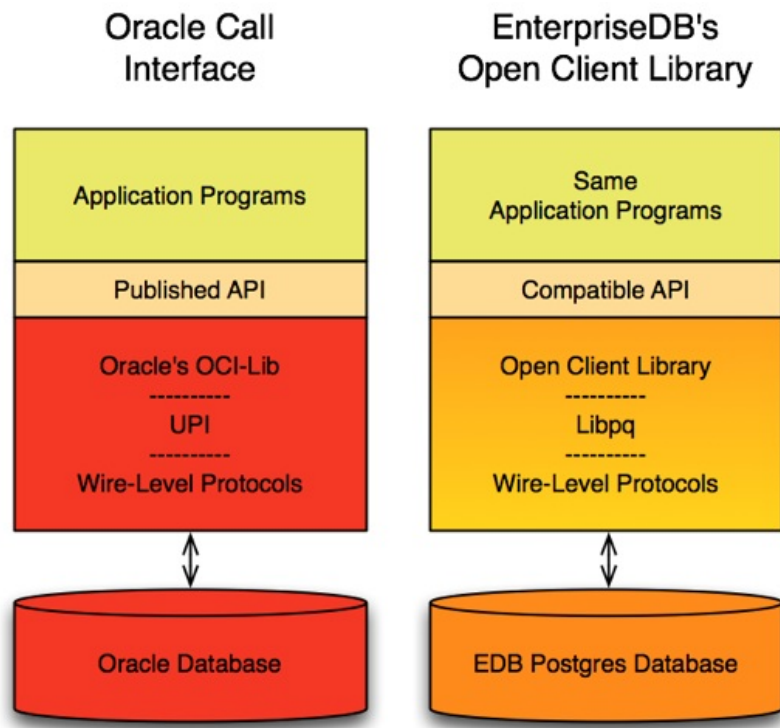 Oracle Call
Interface
Application Programs
Published API
Oracle's OCI-Lib
----------
UPI
----------
Wire-Level Protocols
Oracle Database
EnterpriseDB's
Open Client Library
Same
Application Programs
Compatible API
Open Client Library
----------
Libpq
----------
Wire-Level Protocols
EDB Postgres Database